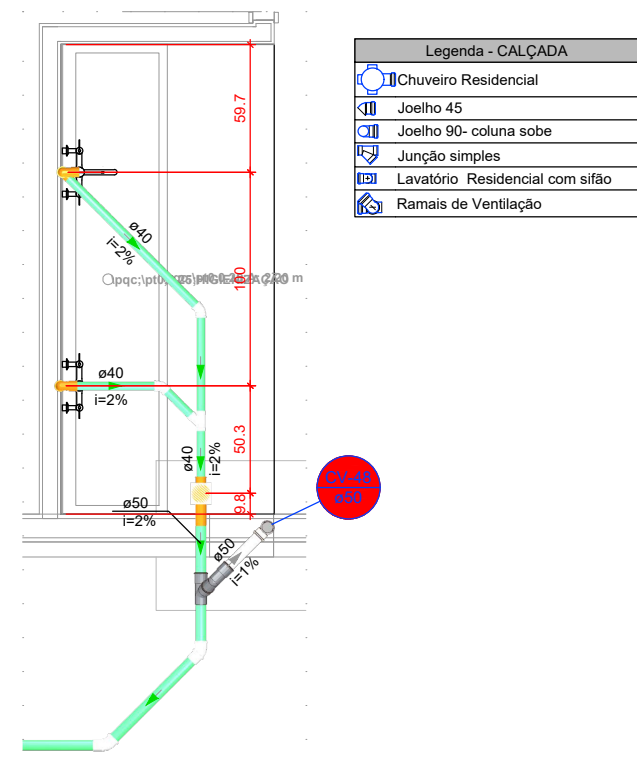 59.7
ø40
i=2%
100
ø40
i=2%
50.3
ø40
i=2%
9.8
ø50
i=2%
ø50
i=1%
CV-48
ø50
Legenda - CALÇADA
Chuveiro Residencial
Joelho 45
Joelho 90- coluna sobe
Junção simples
Lavatório Residencial com sifão
Ramais de Ventilação